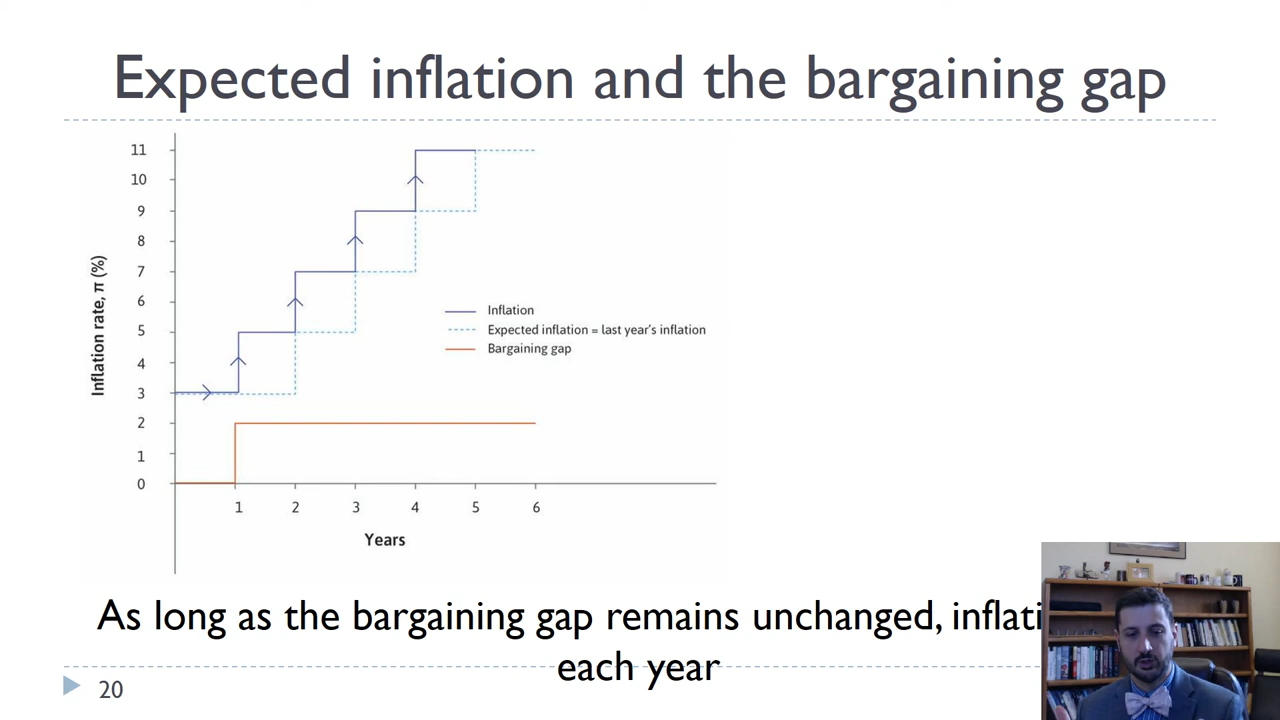 Expected inflation and the bargaining gap
11
10
9
8
7
6
5
4
3
2
1
0
Inflation rate, π (%)
Inflation
Expected inflation = last year's inflation
Bargaining gap
1 2 3 4 5 6
Years
As long as the bargaining gap remains unchanged,
each year
20